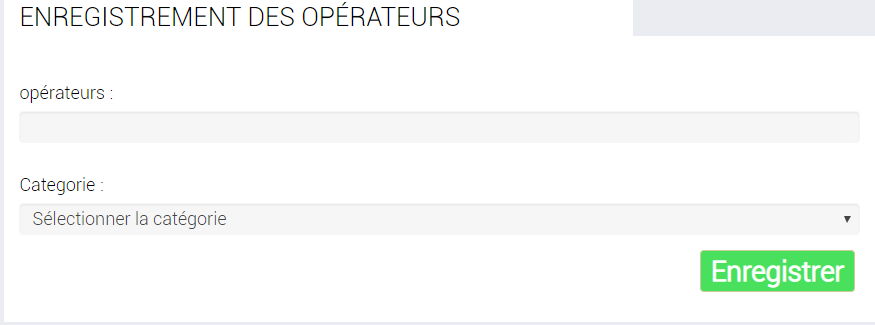 ENREGISTREMENT DES OPÉRATEURS
opérateurs :
Categorie :
Sélectionner la catégorie
Enregistrer